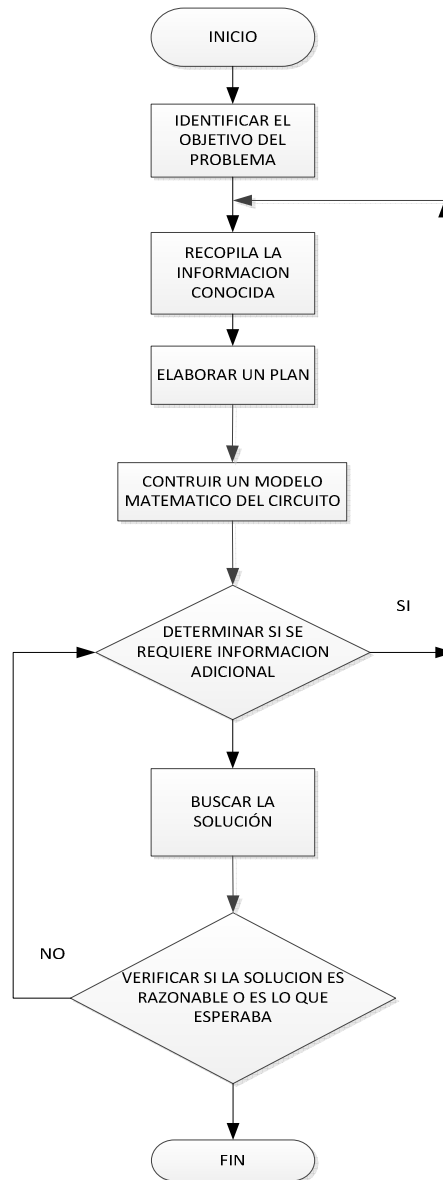 INICIO
IDENTIFICAR EL
OBJETIVO DEL
PROBLEMA
RECOPILA LA
INFORMACION
CONOCIDA
ELABORAR UN PLAN
CONTRUIR UN MODELO
MATEMATICO DEL CIRCUITO
SI
DETERMINAR SI SE
REQUIERE INFORMACION
ADICIONAL
BUSCAR LA
SOLUCIÓN
NO
VERIFICAR SI LA SOLUCION ES
RAZONABLE O ES LO QUE
ESPERABA
FIN